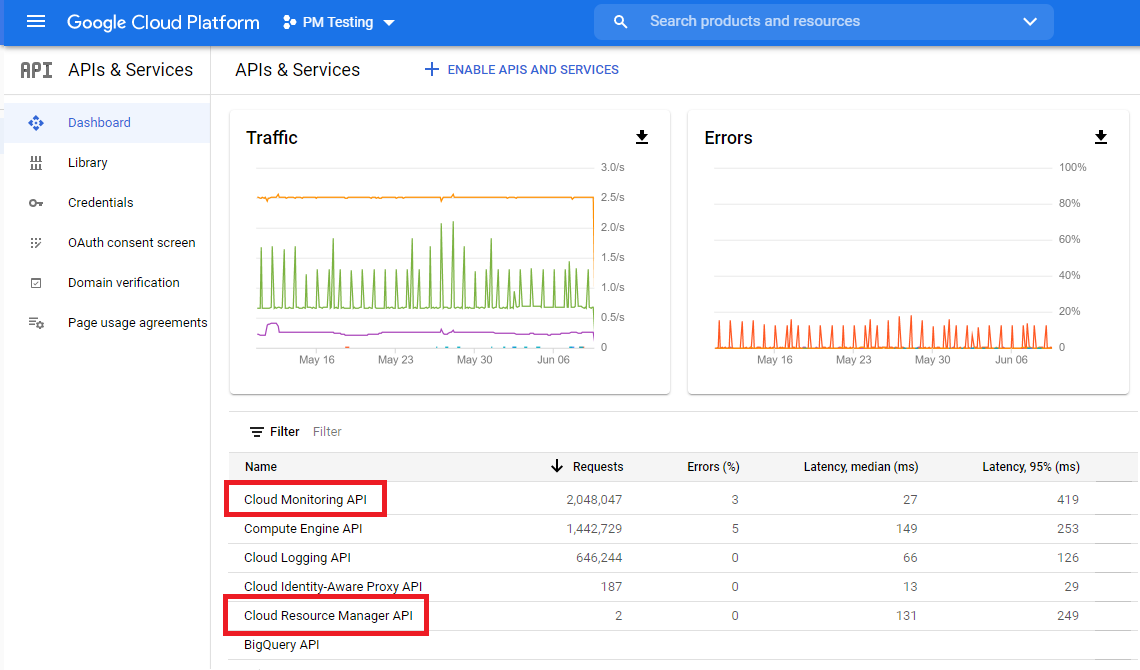 Google Cloud Platform PM Testing Search products and resources
API APIs & Services APIs & Services ENABLE APIS AND SERVICES
Dashboard
Library
Credentials
OAuth consent screen
Domain verification
Page usage agreements
Traffic
3.0/s
2.5/s
2.0/s
1.5/s
1.0/s
0.5/s
0
May 16 May 23 May 30 Jun 06
Errors
100%
80%
60%
40%
20%
0
May 16 May 23 May 30 Jun 06
Filter Filter
Name Requests Errors (%) Latency, median (ms) Latency, 95% (ms)
Cloud Monitoring API 2,048,047 3 27 419
Compute Engine API 1,442,729 5 149 253
Cloud Logging API 646,244 0 66 126
Cloud Identity-Aware Proxy API 187 0 13 29
Cloud Resource Manager API 2 0 131 249
BigQuery API